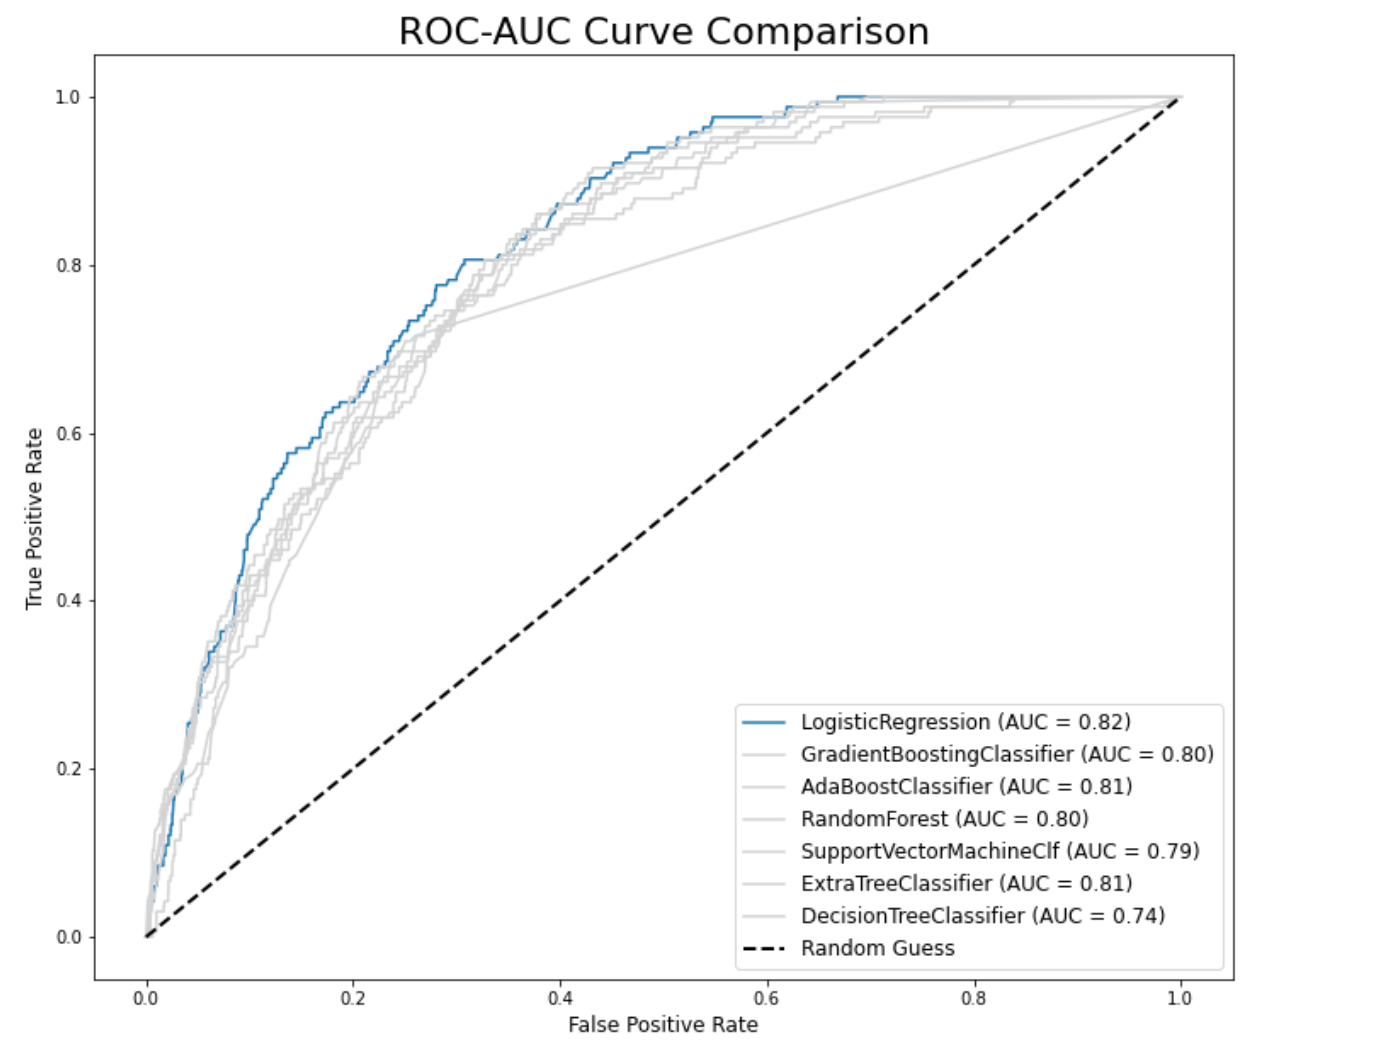 ROC-AUC Curve Comparison
1.0
0.8
0.6
0.4
0.2
0.0
True Positive Rate
LogisticRegression (AUC = 0.82)
GradientBoostingClassifier (AUC = 0.80)
AdaBoostClassifier (AUC = 0.81)
RandomForest (AUC = 0.80)
SupportVectorMachineClf (AUC = 0.79)
ExtraTreeClassifier (AUC = 0.81)
DecisionTreeClassifier (AUC = 0.74)
Random Guess
0.0 0.2 0.4 0.6 0.8 1.0
False Positive Rate